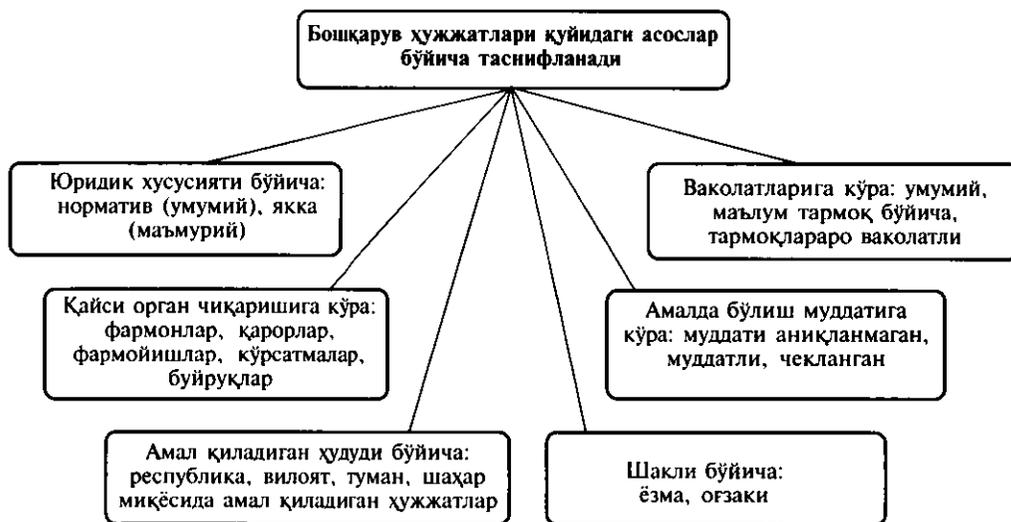 Бошқарув ҳужжатлари қуйидаги асослар
бўйича таснифланади
Юридик хусусияти бўйича:
норматив (умумий), якка
(маъмурий)
Ваколатларига кўра: умумий,
маълум тармоқ бўйича,
тармоқлараро ваколатли
Қайси орган чиқаришига кўра:
фармонлар, қарорлар,
фармойишлар, кўрсатмалар,
буйруқлар
Амалда бўлиш муддатига
кўра: муддати аниқланмаган,
муддатли, чекланган
Амал қиладиган ҳудуди бўйича:
республика, вилоят, туман, шаҳар
миқёсида амал қиладиган ҳужжатлар
Шакли бўйича:
ёзма, оғзаки